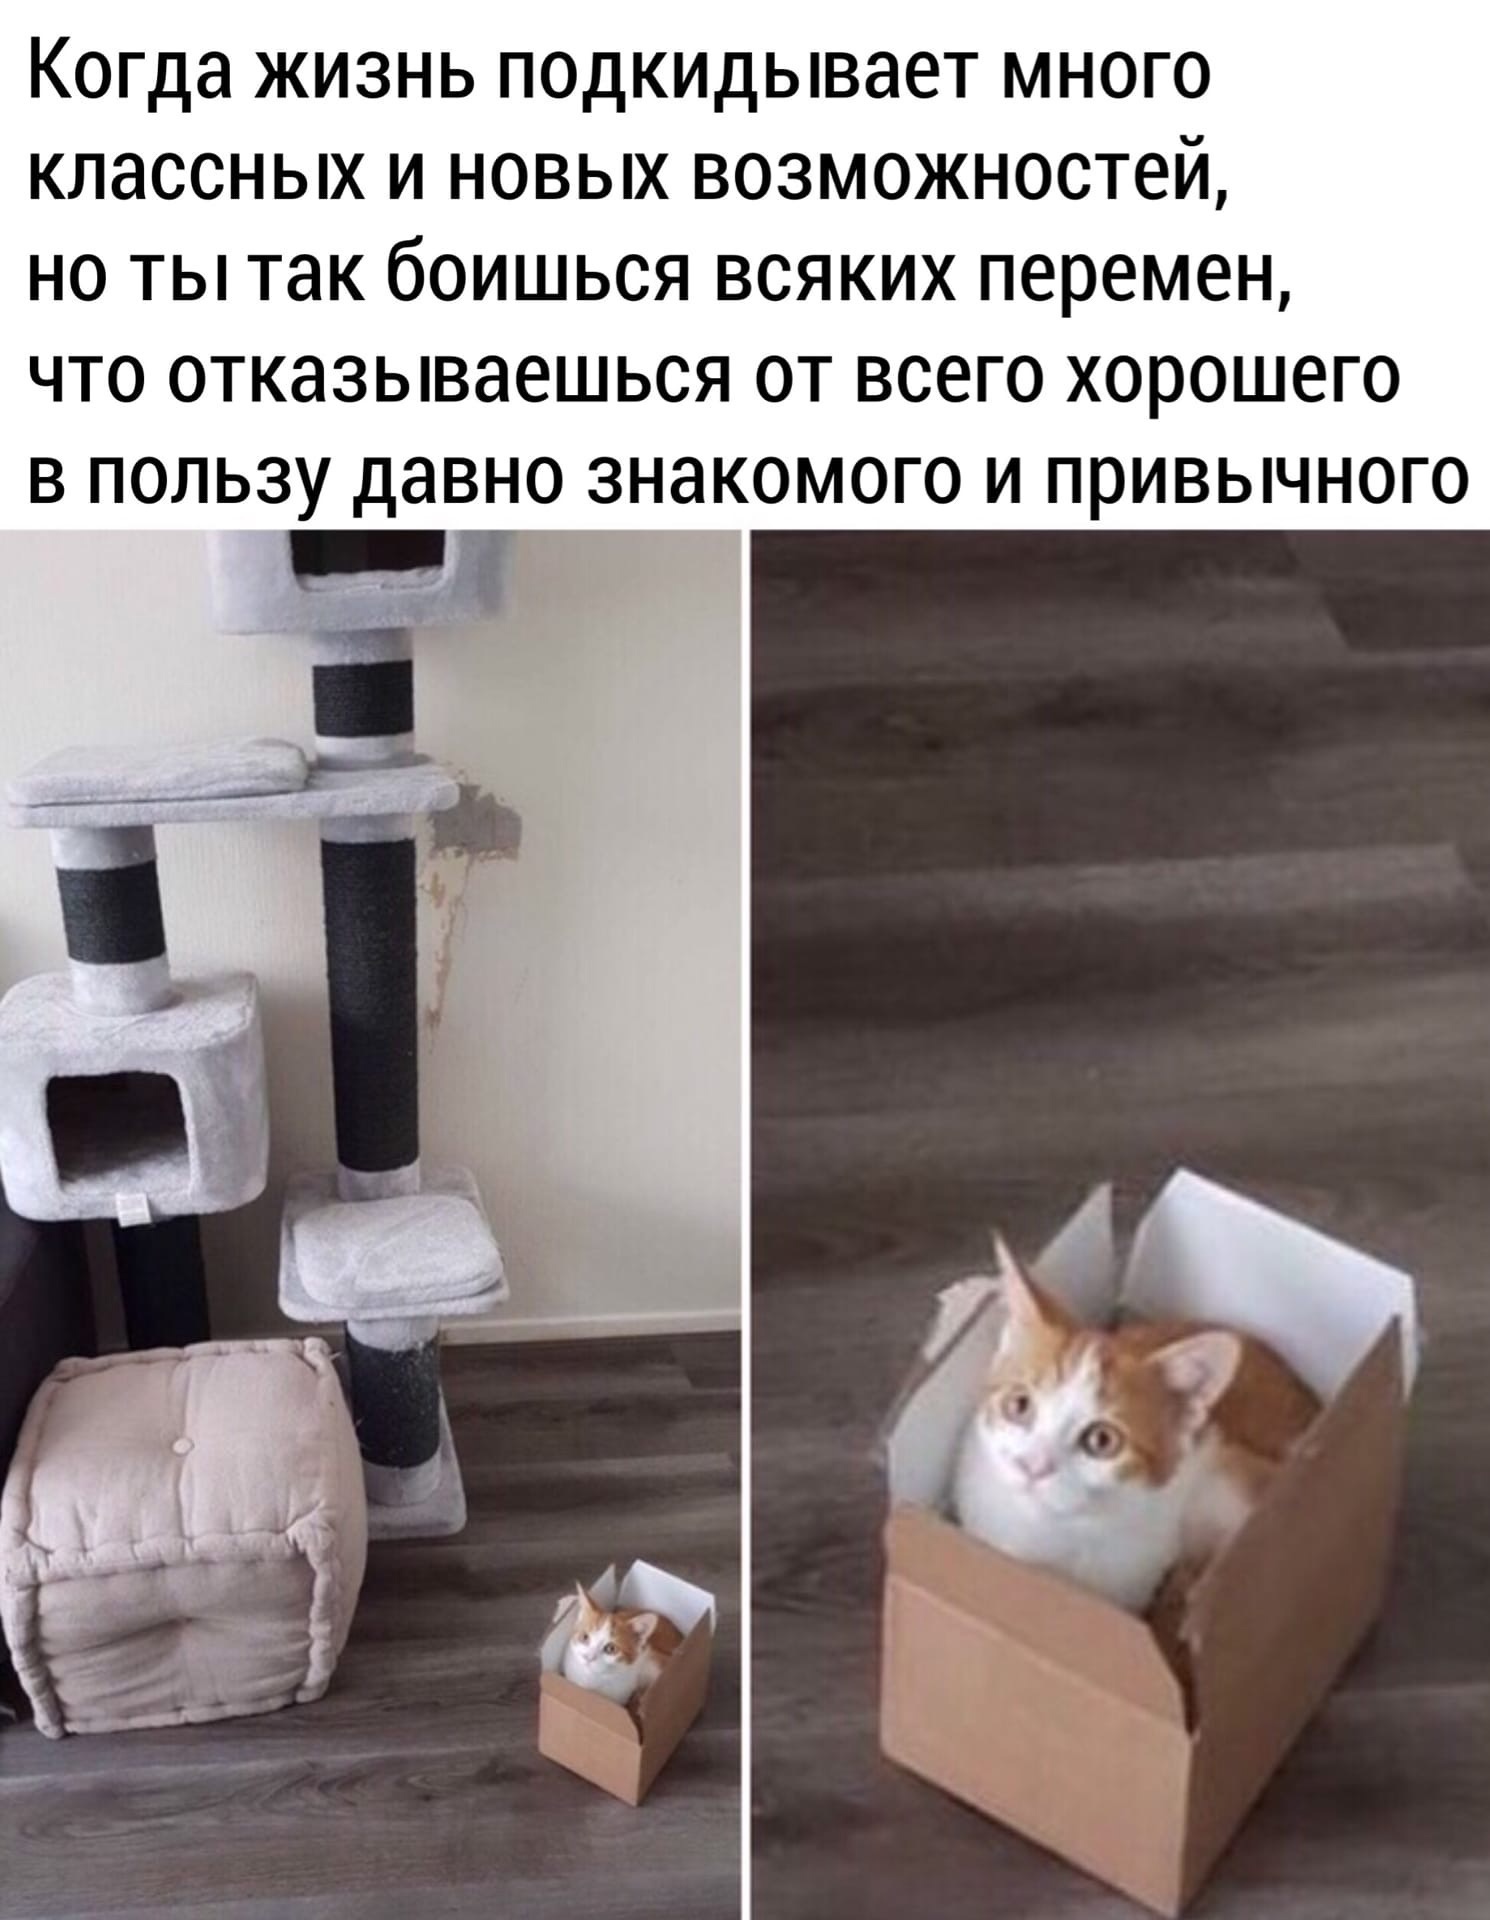 Когда жизнь подкидывает много
классных и новых возможностей,
но ты так боишься всяких перемен,
что отказываешься от всего хорошего
в пользу давно знакомого и привычного